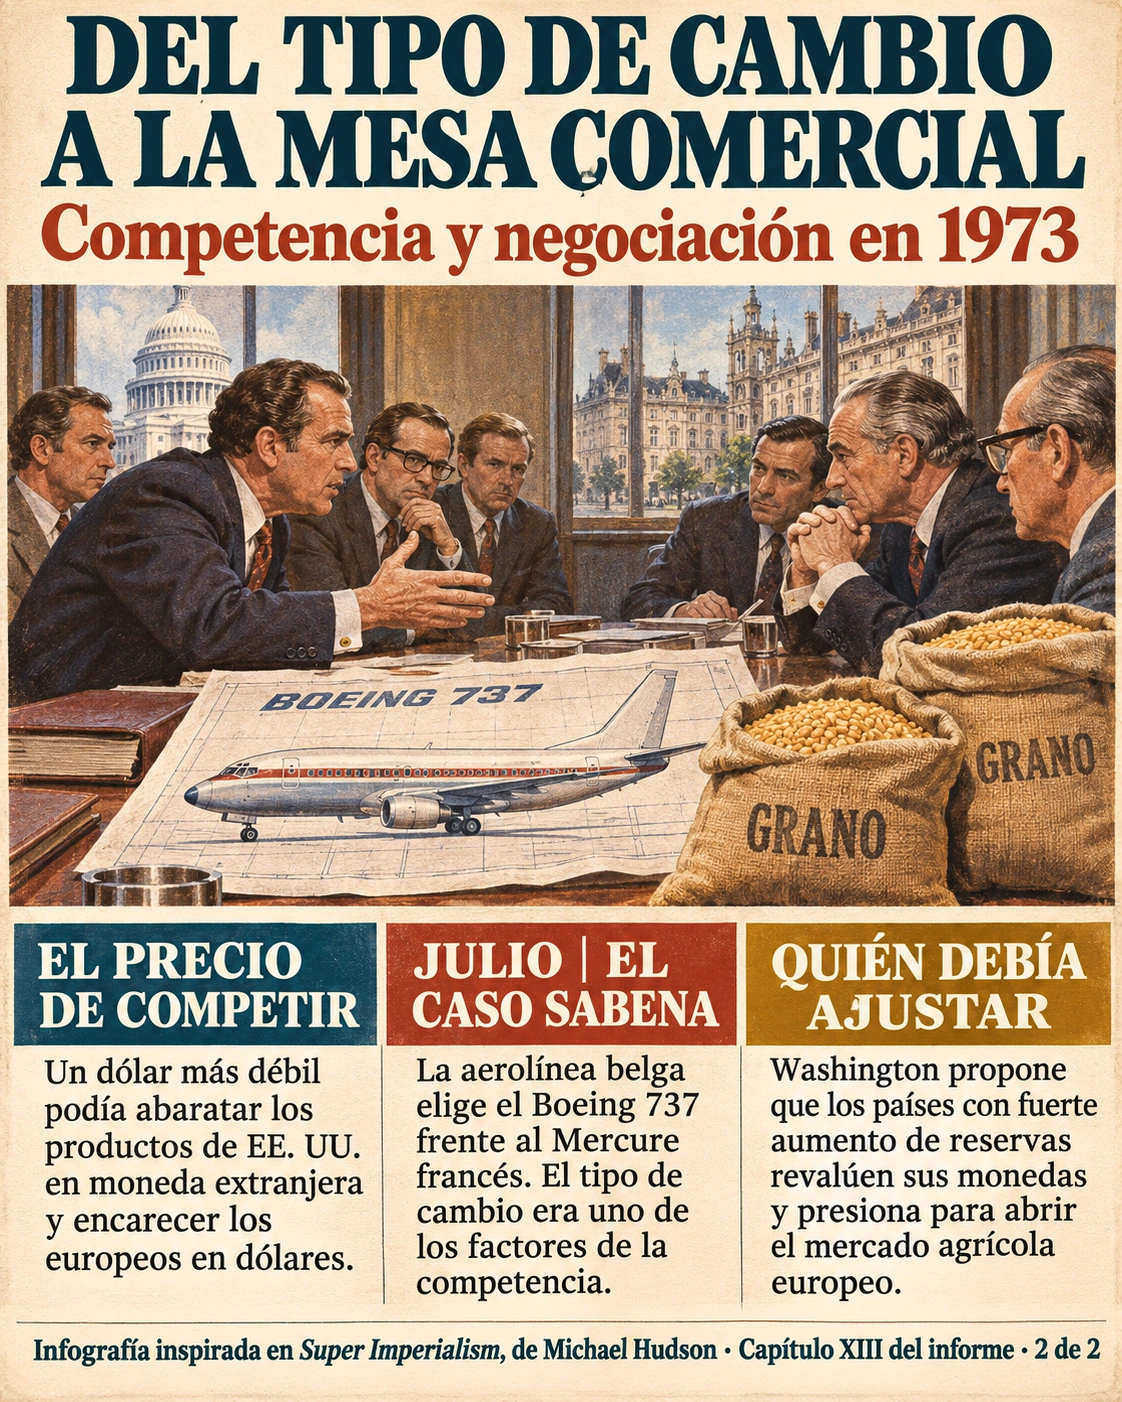 DEL TIPO DE CAMBIO
A LA MESA COMERCIAL
Competencia y negociación en 1973
BOEING 737
GRANO
GRANO
EL PRECIO
DE COMPETIR
Un dólar más débil
podía abaratar los
productos de EE. UU.
en moneda extranjera
y encarecer los
europeos en dólares.
JULIO | EL
CASO SABENA
La aerolínea belga
elige el Boeing 737
frente al Mercure
francés. El tipo de
cambio era uno de
los factores de la
competencia.
QUIÉN DEBÍA
AJUSTAR
Washington propone
que los países con fuerte
aumento de reservas
revalúen sus monedas
y presiona para abrir
el mercado agrícola
europeo.
Infografía inspirada en Super Imperialism, de Michael Hudson · Capítulo XIII del informe · 2 de 2